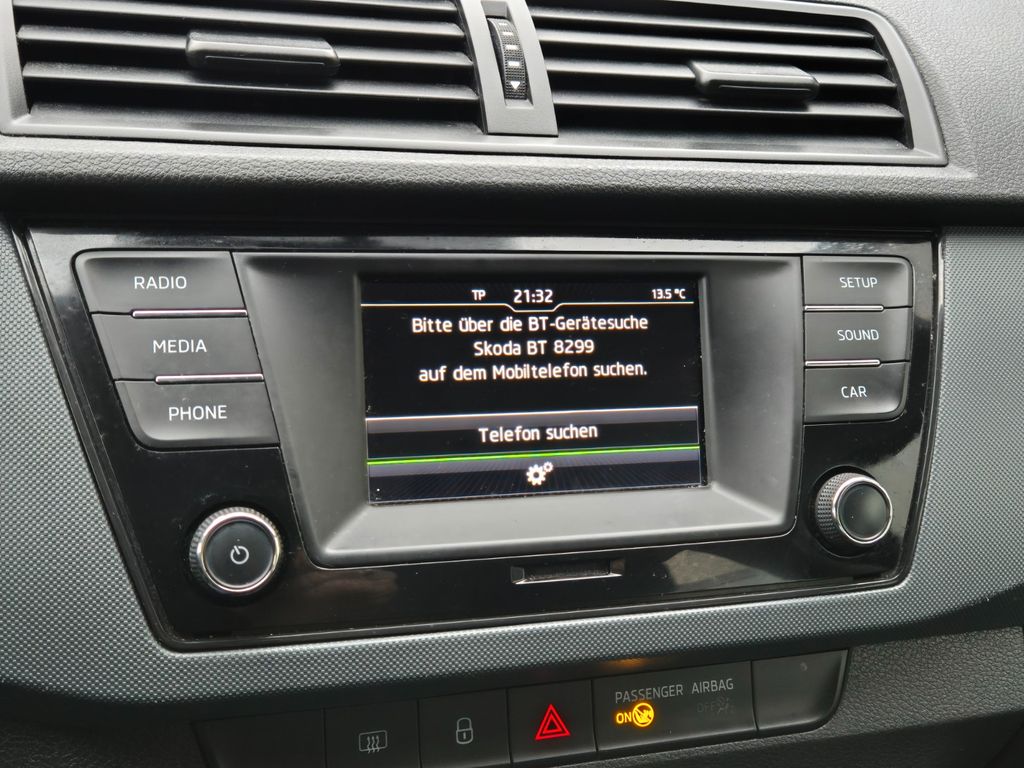 RADIO
MEDIA
PHONE
TP 21:32 13.5 °C
Bitte über die BT-Gerätesuche
Skoda BT 8299
auf dem Mobiltelefon suchen.
Telefon suchen
SETUP
SOUND
CAR
PASSENGER AIRBAG
ON OFF